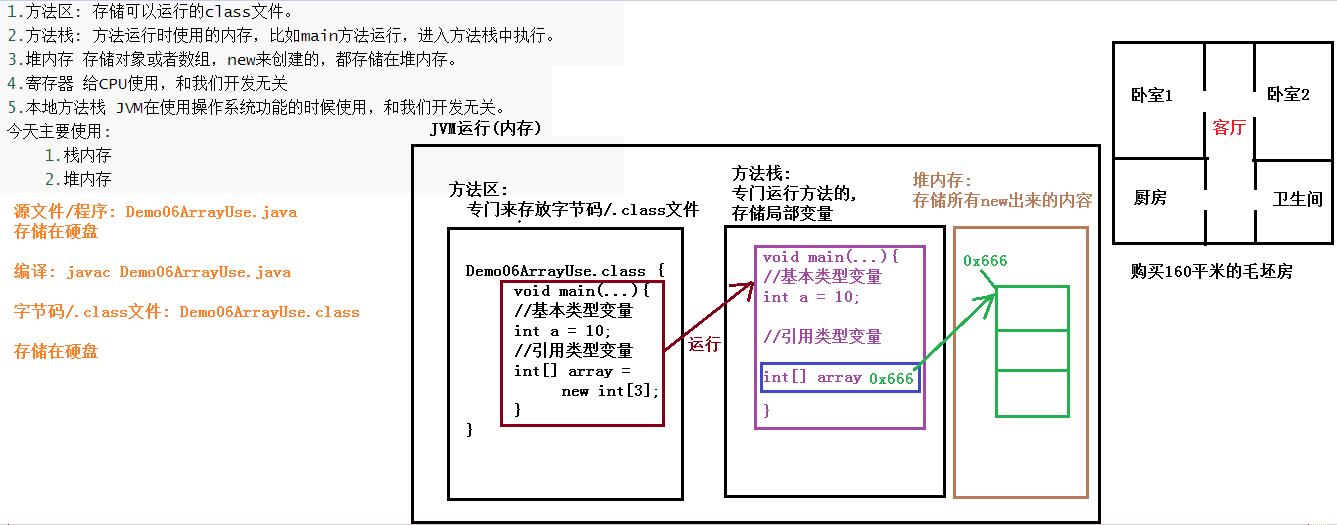 1.方法区: 存储可以运行的class文件。
2.方法栈: 方法运行时使用的内存，比如main方法运行，进入方法栈中执行。
3.堆内存 存储对象或者数组，new来创建的，都存储在堆内存。
4.寄存器 给CPU使用，和我们开发无关
5.本地方法栈 JVM在使用操作系统功能的时候使用，和我们开发无关。
今天主要使用:
1.栈内存
2.堆内存
源文件/程序: Demo06ArrayUse.java
存储在硬盘
编译: javac Demo06ArrayUse.java
字节码/.class文件: Demo06ArrayUse.class
存储在硬盘
JVM运行(内存)
方法区:
专门来存放字节码/.class文件
Demo06ArrayUse.class {
void main(...){
//基本类型变量
int a = 10;
//引用类型变量
int[] array =
new int[3];
}
}
运行
方法栈:
专门运行方法的,
存储局部变量
void main(...){
//基本类型变量
int a = 10;
//引用类型变量
int[] array 0x666
}
堆内存:
存储所有new出来的内容
0x666
卧室1
卧室2
客厅
厨房
卫生间
购买160平米的毛坯房